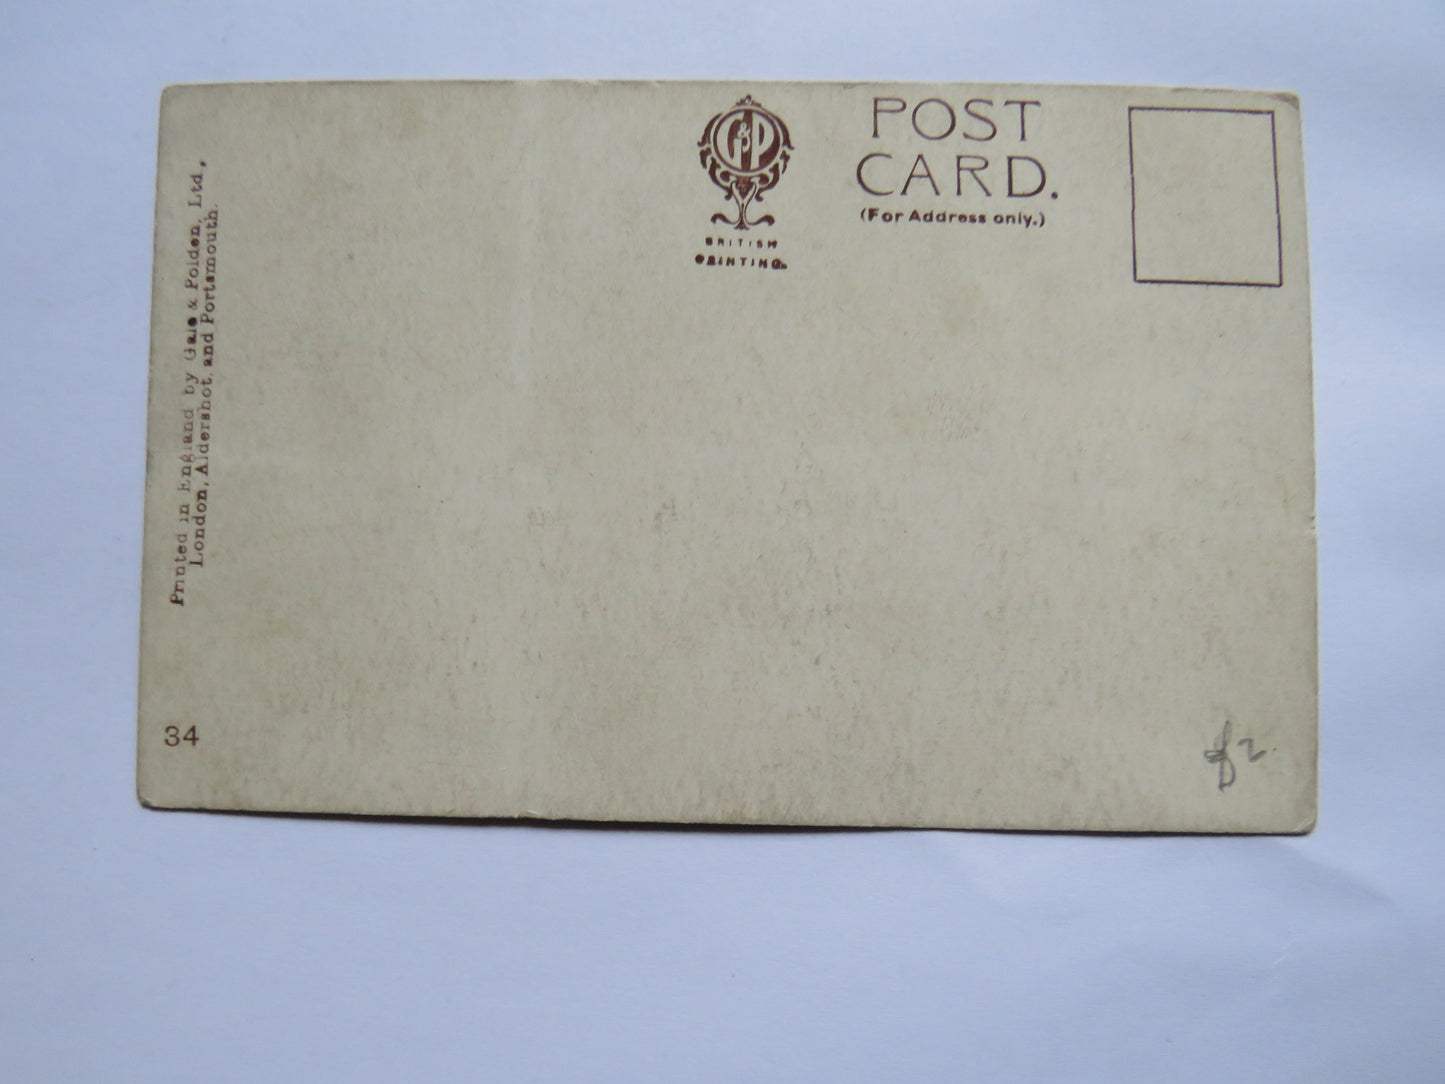 G&P
BRITISH
PRINTING.
POST
CARD.
(For Address only.)
Printed in England by Gale & Polden, Ltd.,
London, Aldershot, and Portsmouth.
34
2